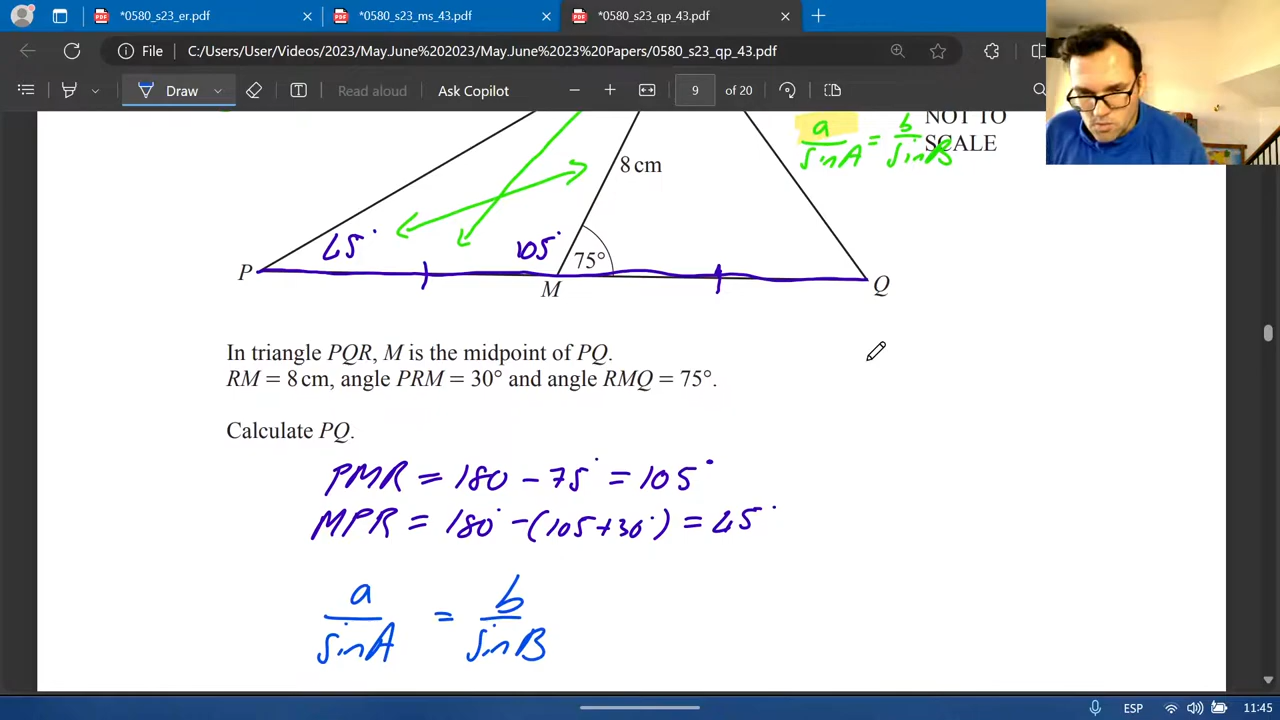 *0580_s23_er.pdf
*0580_s23_ms_43.pdf
*0580_s23_qp_43.pdf
File C:/Users/User/Videos/2023/May.June%202023/May.June%2023%20Papers/0580_s23_qp_43.pdf
Draw Read aloud Ask Copilot 9 of 20
NOT TO
SCALE
a/sinA = b/sinB
8 cm
45°
105°
75°
P
M
Q
In triangle PQR, M is the midpoint of PQ.
RM = 8 cm, angle PRM = 30° and angle RMQ = 75°.
Calculate PQ.
PMR = 180 - 75° = 105°
MPR = 180° - (105 + 30°) = 45°
a/sinA = b/sinB
ESP 11:45